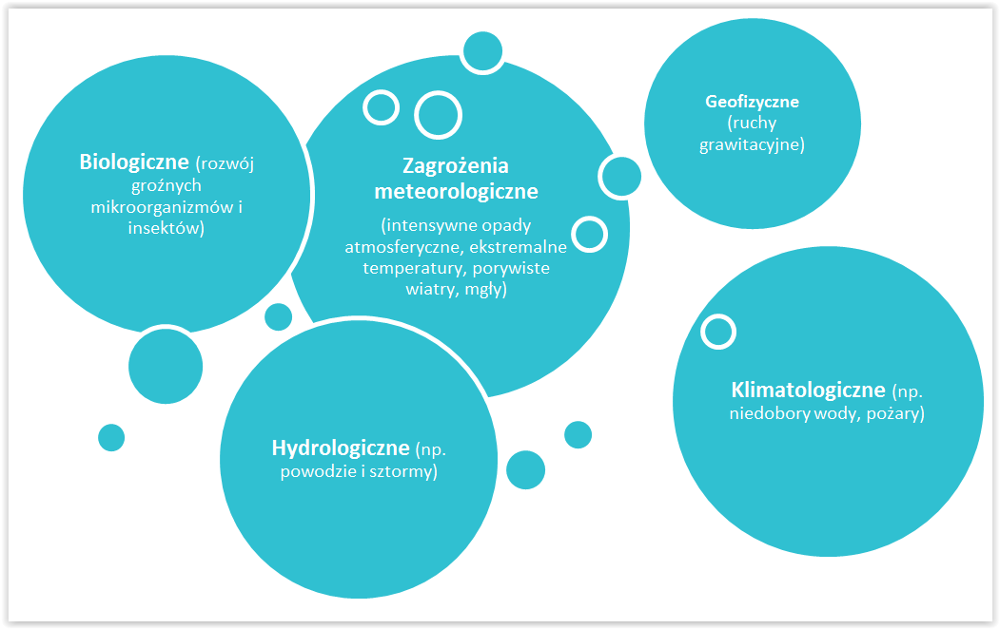 Biologiczne (rozwój
groźnych
mikroorganizmów i
insektów)
Zagrożenia
meteorologiczne
(intensywne opady
atmosferyczne, ekstremalne
temperatury, porywiste
wiatry, mgły)
Geofizyczne
(ruchy
grawitacyjne)
Hydrologiczne (np.
powodzie i sztormy)
Klimatologiczne (np.
niedobory wody, pożary)